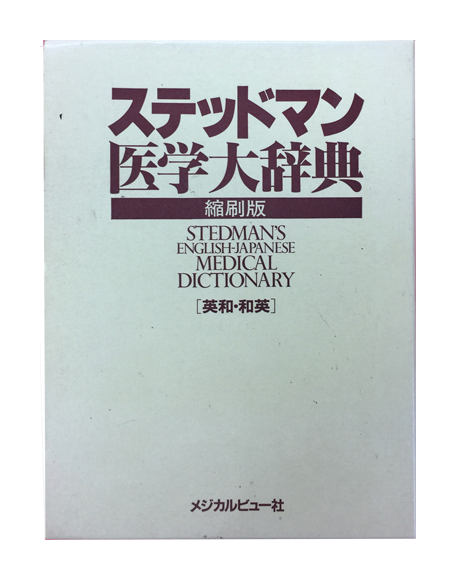 ステッドマン
医学大辞典
縮刷版
STEDMAN'S
ENGLISH-JAPANESE
MEDICAL
DICTIONARY
[英和・和英]
メジカルビュー社